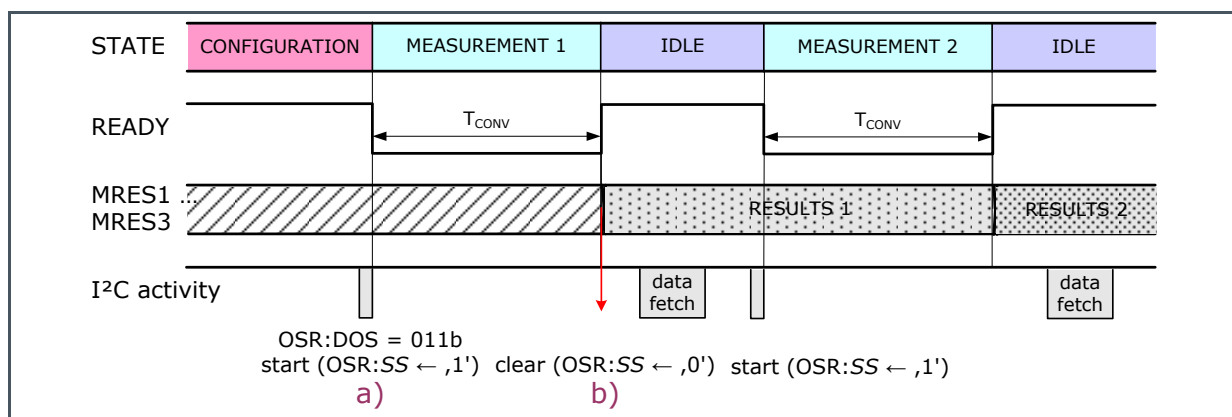 STATE CONFIGURATION MEASUREMENT 1 IDLE MEASUREMENT 2 IDLE
READY TCONV TCONV
MRES1 ...
MRES3 RESULTS 1 RESULTS 2
I²C activity data fetch data fetch
OSR:DOS = 011b
start (OSR:SS ← ,1') clear (OSR:SS ← ,0') start (OSR:SS ← ,1')
a) b)